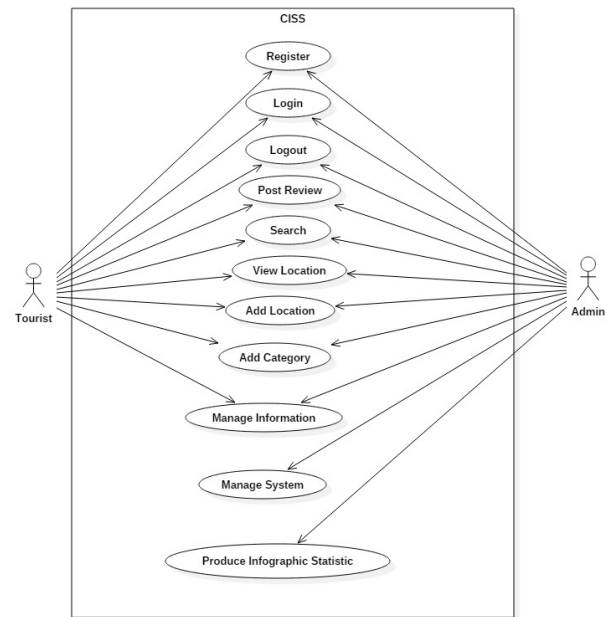 CISS
Register
Login
Logout
Post Review
Search
View Location
Tourist
Admin
Add Location
Add Category
Manage Information
Manage System
Produce Infographic Statistic